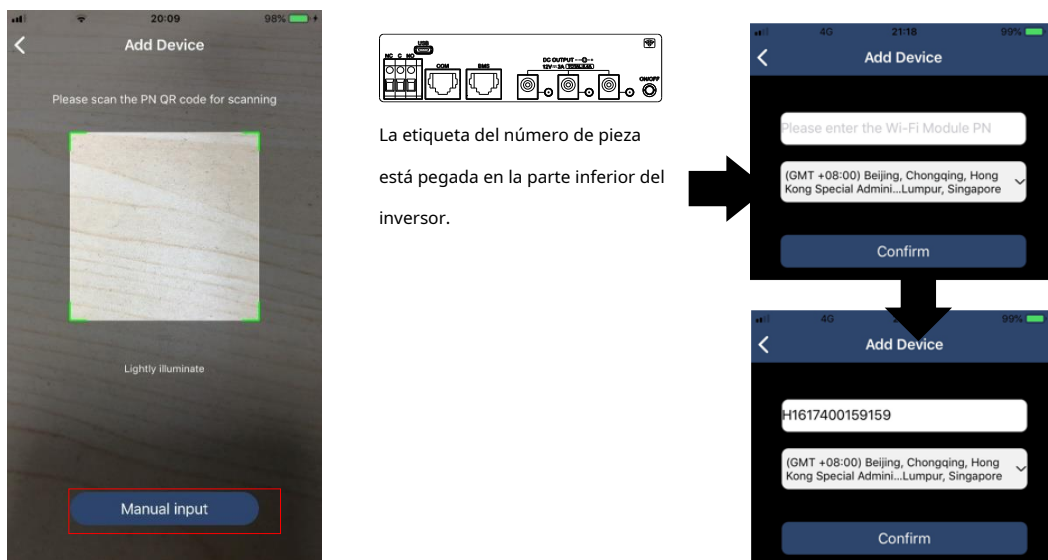 20:09
98%
Add Device
Please scan the PN QR code for scanning
Lightly illuminate
Manual input
USB
NC C NO
COM
BMS
DC OUTPUT
ON/OFF
La etiqueta del número de pieza
está pegada en la parte inferior del
inversor.
4G 21:18 99%
Add Device
Please enter the Wi-Fi Module PN
(GMT +08:00) Beijing, Chongqing, Hong
Kong Special Admini...Lumpur, Singapore
Confirm
4G 99%
Add Device
H1617400159159
(GMT +08:00) Beijing, Chongqing, Hong
Kong Special Admini...Lumpur, Singapore
Confirm